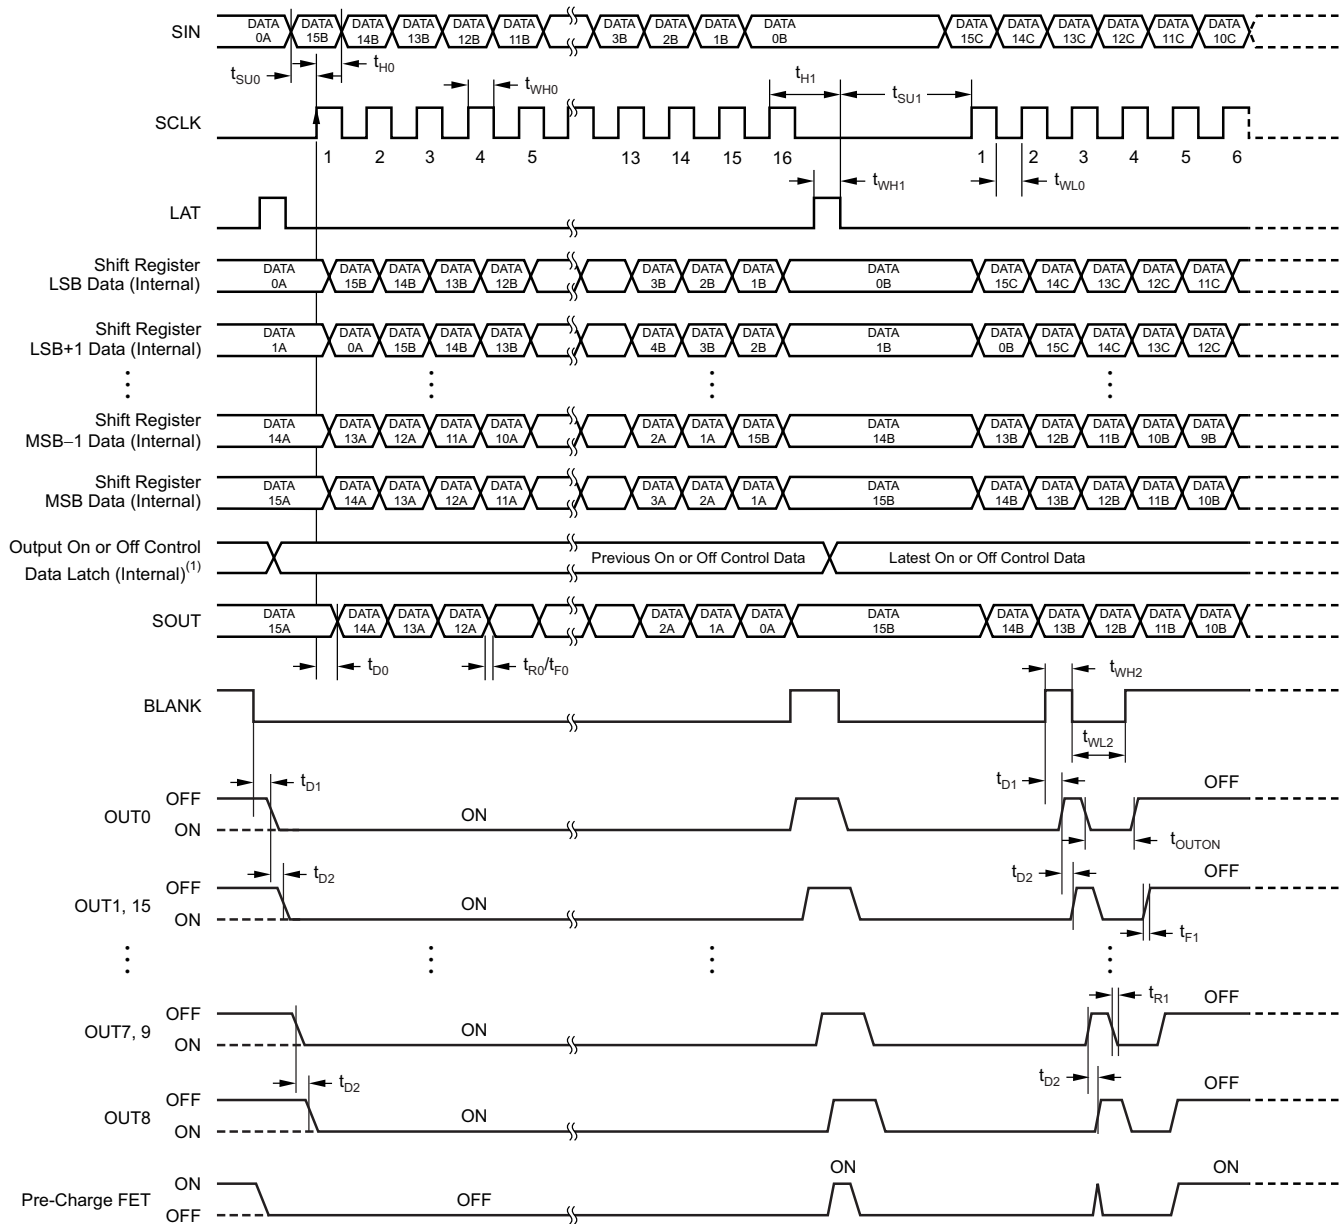 SIN DATA 0A DATA 15B DATA 14B DATA 13B DATA 12B DATA 11B DATA 3B DATA 2B DATA 1B DATA 0B DATA 15C DATA 14C DATA 13C DATA 12C DATA 11C DATA 10C
tSU0 tH0 tWH0 tH1 tSU1
SCLK
1 2 3 4 5 13 14 15 16 1 2 3 4 5 6
tWH1 tWL0
LAT
Shift Register
LSB Data (Internal)
DATA 0A DATA 15B DATA 14B DATA 13B DATA 12B DATA 3B DATA 2B DATA 1B DATA 0B DATA 15C DATA 14C DATA 13C DATA 12C DATA 11C
Shift Register
LSB+1 Data (Internal)
DATA 1A DATA 0A DATA 15B DATA 14B DATA 13B DATA 4B DATA 3B DATA 2B DATA 1B DATA 0B DATA 15C DATA 14C DATA 13C DATA 12C
Shift Register
MSB–1 Data (Internal)
DATA 14A DATA 13A DATA 12A DATA 11A DATA 10A DATA 2A DATA 1A DATA 15B DATA 14B DATA 13B DATA 12B DATA 11B DATA 10B DATA 9B
Shift Register
MSB Data (Internal)
DATA 15A DATA 14A DATA 13A DATA 12A DATA 11A DATA 3A DATA 2A DATA 1A DATA 15B DATA 14B DATA 13B DATA 12B DATA 11B DATA 10B
Output On or Off Control
Data Latch (Internal)(1)
Previous On or Off Control Data Latest On or Off Control Data
SOUT DATA 15A DATA 14A DATA 13A DATA 12A DATA 2A DATA 1A DATA 0A DATA 15B DATA 14B DATA 13B DATA 12B DATA 11B DATA 10B
tD0 tR0/tF0 tWH2
BLANK
tWL2
tD1 tD1 OFF
OUT0 OFF ON ON
tOUTON
tD2 tD2 OFF
OUT1, 15 OFF ON ON
tF1
tR1 OFF
OUT7, 9 OFF ON ON
tD2 tD2 OFF
OUT8 OFF ON ON
ON ON
Pre-Charge FET ON OFF OFF